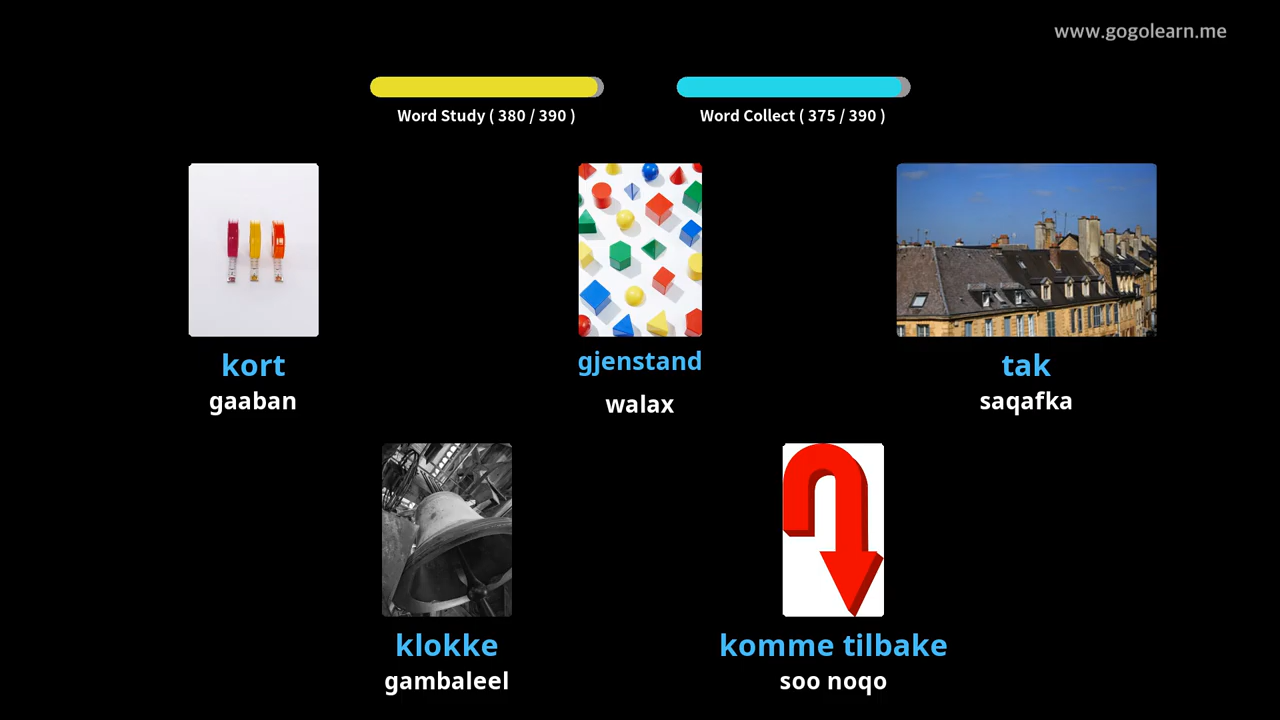 www.gogolearn.me
Word Study ( 380 / 390 )
Word Collect ( 375 / 390 )
kort
gaaban
gjenstand
walax
tak
saqafka
klokke
gambaleel
komme tilbake
soo noqo